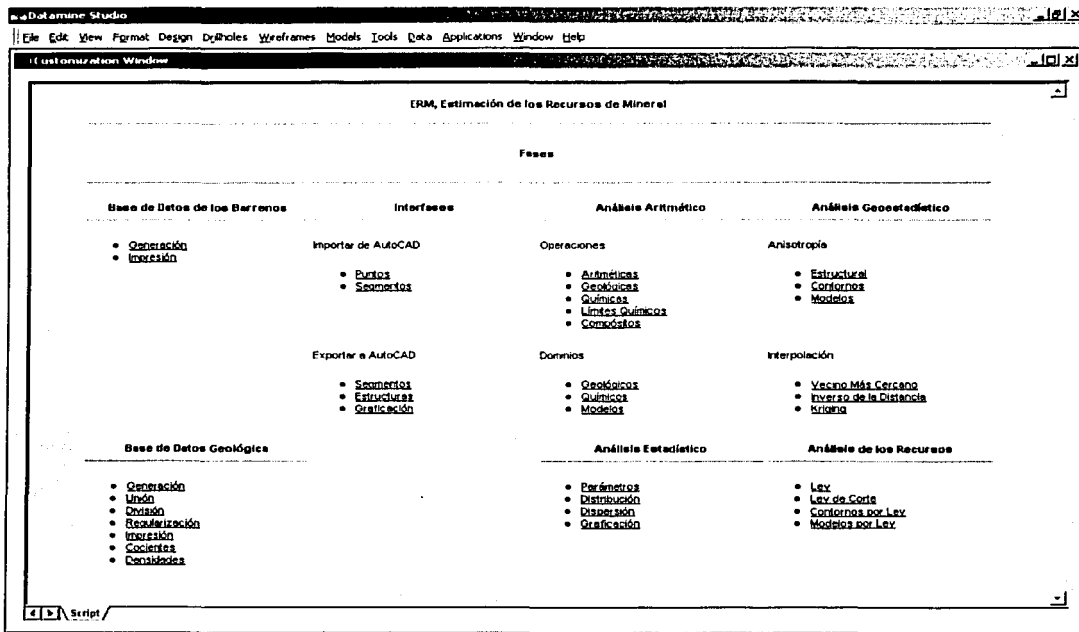 Datamine Studio
File Edit View Format Design Drillholes Wireframes Models Tools Data Applications Window Help
Customization Window
ERM, Estimación de los Recursos de Mineral
Fases
Base de Datos de los Barrenos
Interfases
Análisis Aritmético
Análisis Geoestadístico
Generación
Impresión
Importar de AutoCAD
Puntos
Segmentos
Operaciones
Aritméticas
Geológicas
Químicas
Límites Químicos
Compósitos
Anisotropía
Estructural
Contornos
Modelos
Exportar a AutoCAD
Segmentos
Estructuras
Graficación
Dominios
Geológicos
Químicos
Modelos
Interpolación
Vecino Más Cercano
Inverso de la Distancia
Kriging
Base de Datos Geológica
Análisis Estadístico
Análisis de los Recursos
Generación
Unión
División
Regularización
Impresión
Cocientes
Densidades
Parámetros
Distribución
Dispersión
Graficación
Ley
Ley de Corte
Contornos por Ley
Modelos por Ley
Script